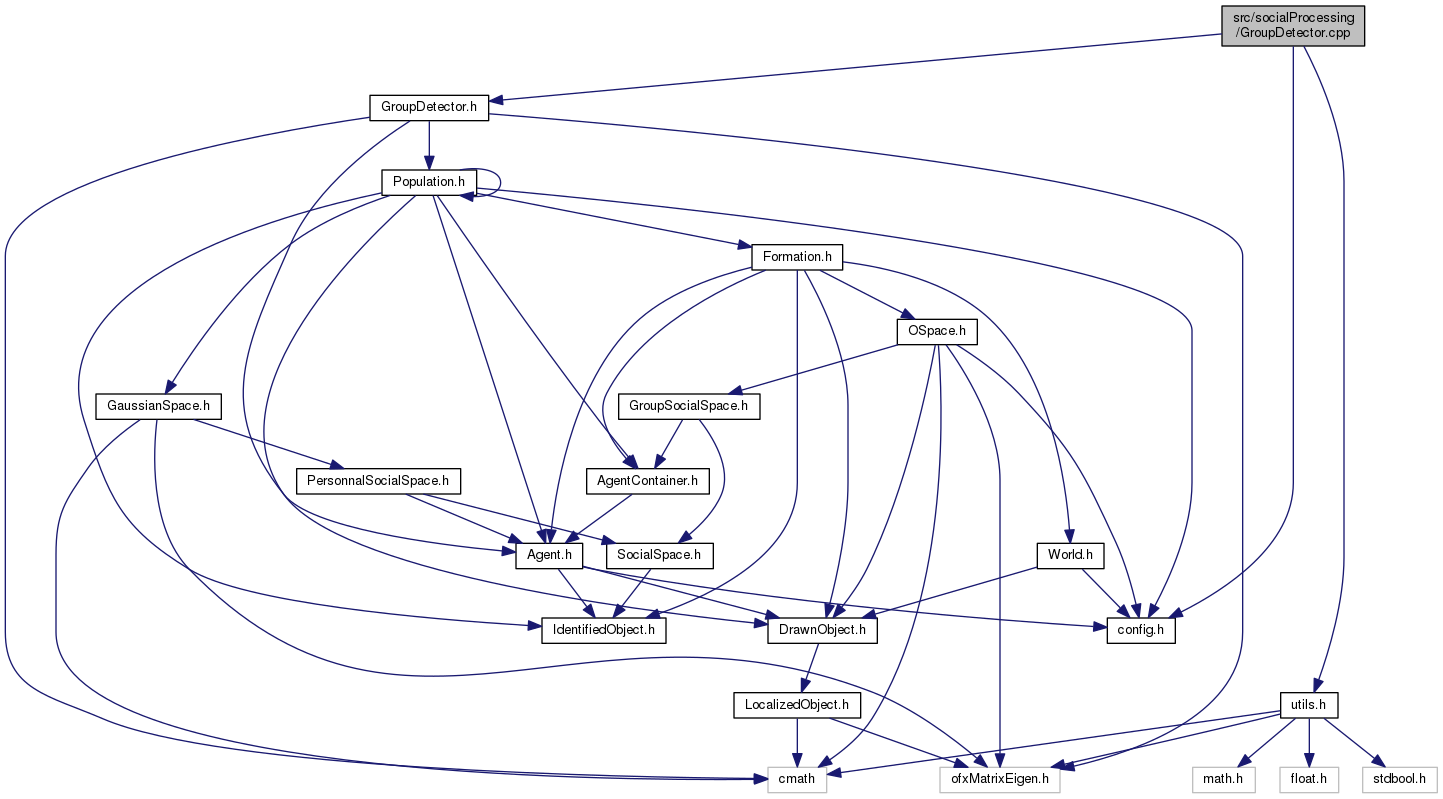 src/socialProcessing
/GroupDetector.cpp
GroupDetector.h
Population.h
Formation.h
OSpace.h
GaussianSpace.h
GroupSocialSpace.h
PersonnalSocialSpace.h
AgentContainer.h
Agent.h
SocialSpace.h
World.h
IdentifiedObject.h
DrawnObject.h
config.h
LocalizedObject.h
utils.h
cmath
ofxMatrixEigen.h
math.h
float.h
stdbool.h